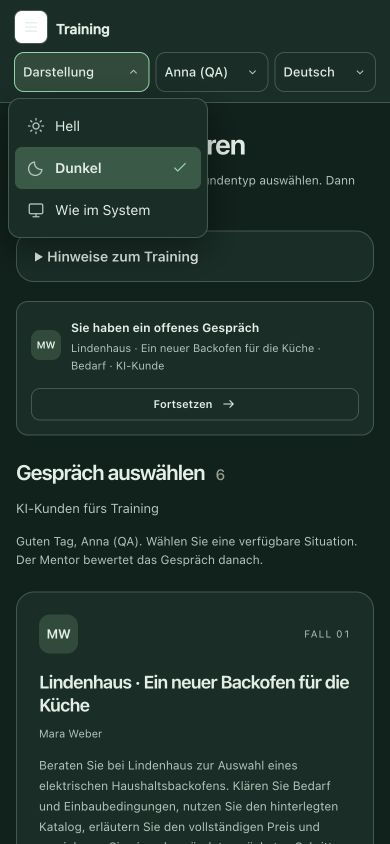 Training
Darstellung
Anna (QA)
Deutsch
Hell
Dunkel
Wie im System
ren
undentyp auswählen. Dann
Hinweise zum Training
MW
Sie haben ein offenes Gespräch
Lindenhaus · Ein neuer Backofen für die Küche ·
Bedarf · KI-Kunde
Fortsetzen
Gespräch auswählen 6
KI-Kunden fürs Training
Guten Tag, Anna (QA). Wählen Sie eine verfügbare Situation.
Der Mentor bewertet das Gespräch danach.
MW
FALL 01
Lindenhaus · Ein neuer Backofen für die
Küche
Mara Weber
Beraten Sie bei Lindenhaus zur Auswahl eines
elektrischen Haushaltsbackofens. Klären Sie Bedarf
und Einbaubedingungen, nutzen Sie den hinterlegten
Katalog, erläutern Sie den vollständigen Preis und